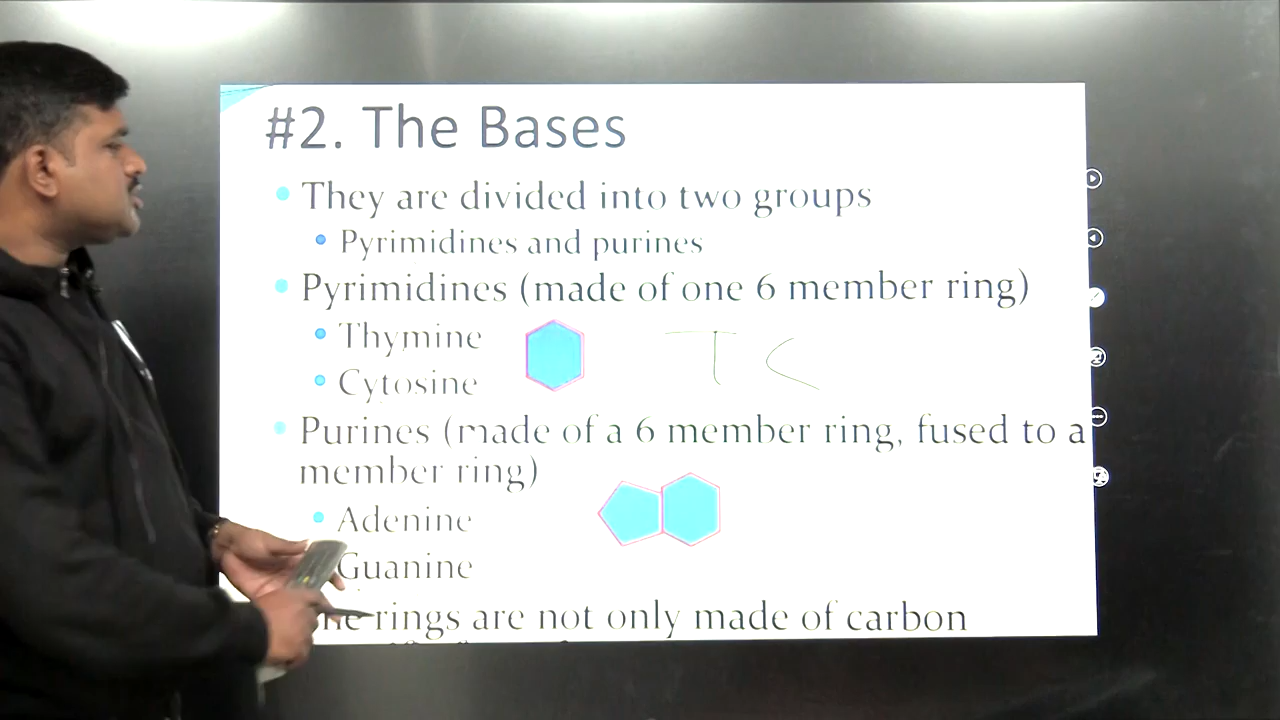 #2. The Bases
They are divided into two groups
Pyrimidines and purines
Pyrimidines (made of one 6 member ring)
Thymine
T C
Cytosine
Purines (made of a 6 member ring, fused to a
member ring)
Adenine
Guanine
rings are not only made of carbon